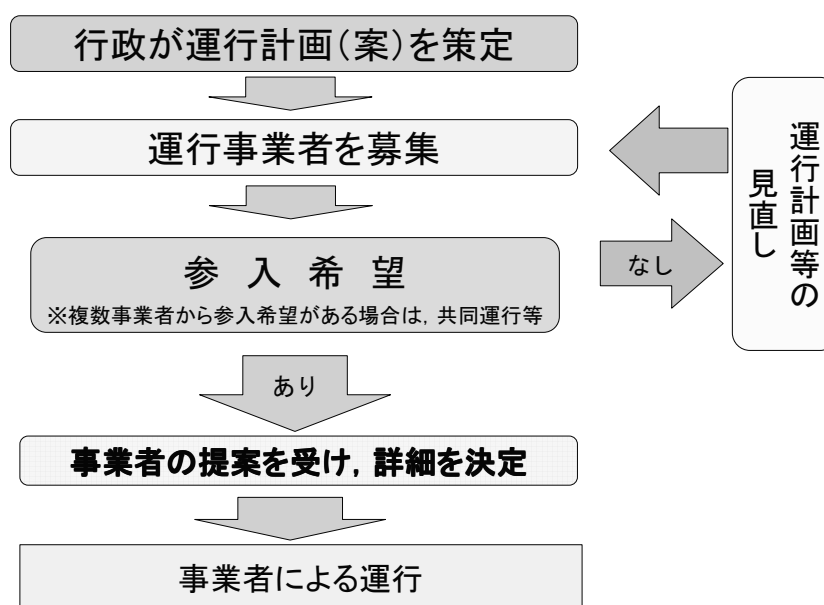 行政が運行計画（案）を策定
運行事業者を募集
参入希望
※複数事業者から参入希望がある場合は，共同運行等
なし
運行計画等の
見直し
あり
事業者の提案を受け，詳細を決定
事業者による運行